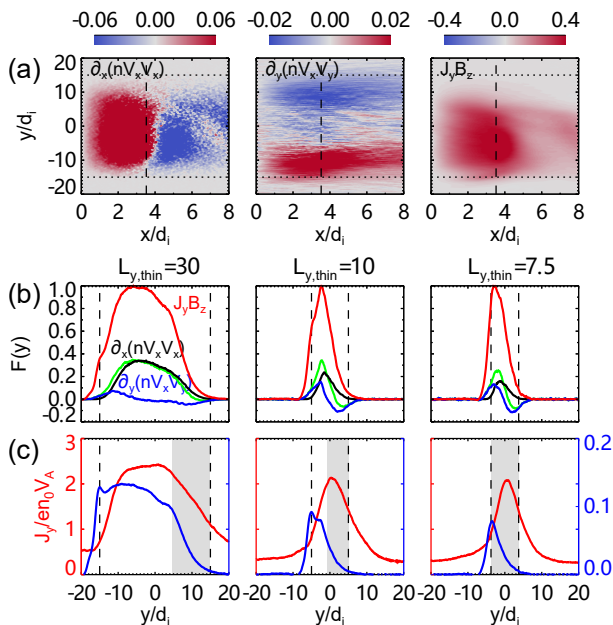 -0.06 0.00 0.06 -0.02 0.00 0.02 -0.4 0.0 0.4
(a) ∂x(nVxVx) ∂y(nVxVy) JyBz
20
10
0
-10
-20
y/di
0 2 4 6 8 0 2 4 6 8 0 2 4 6 8
x/di x/di x/di
Ly,thin=30 Ly,thin=10 Ly,thin=7.5
(b)
1.0
0.8
0.6
0.4
0.2
0.0
-0.2
F(y)
JyBz
∂x(nVxVx)
∂y(nVxVy)
(c)
3
2
1
0
Jy/en0VA
0.2
0.1
0.0
-20 -10 0 10 20 -20 -10 0 10 20 -20 -10 0 10 20
y/di y/di y/di